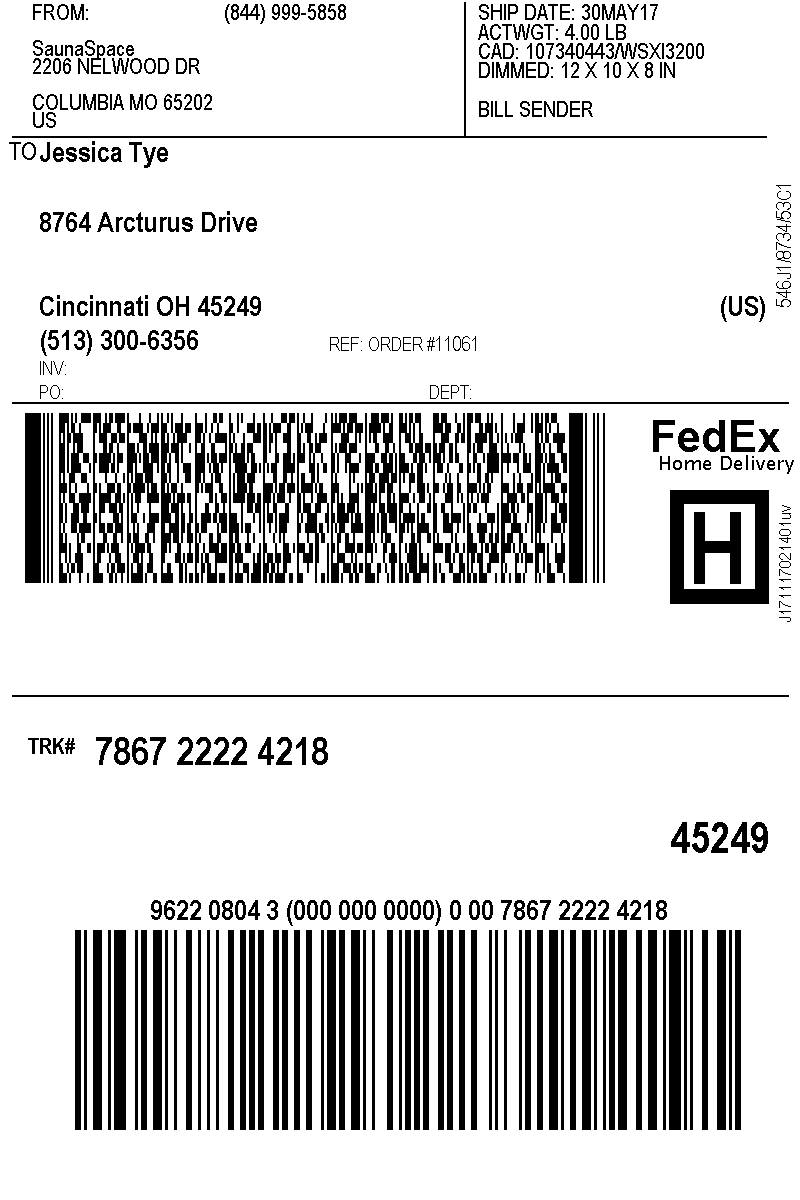 FROM: (844) 999-5858
SaunaSpace
2206 NELWOOD DR
COLUMBIA MO 65202
US
SHIP DATE: 30MAY17
ACTWGT: 4.00 LB
CAD: 107340443/WSXI3200
DIMMED: 12 X 10 X 8 IN
BILL SENDER
TO Jessica Tye
8764 Arcturus Drive
Cincinnati OH 45249 (US)
(513) 300-6356 REF: ORDER #11061
INV:
PO: DEPT:
546J1/8734/53C1
FedEx
Home Delivery
H
J171117021401uv
TRK# 7867 2222 4218
45249
9622 0804 3 (000 000 0000) 0 00 7867 2222 4218